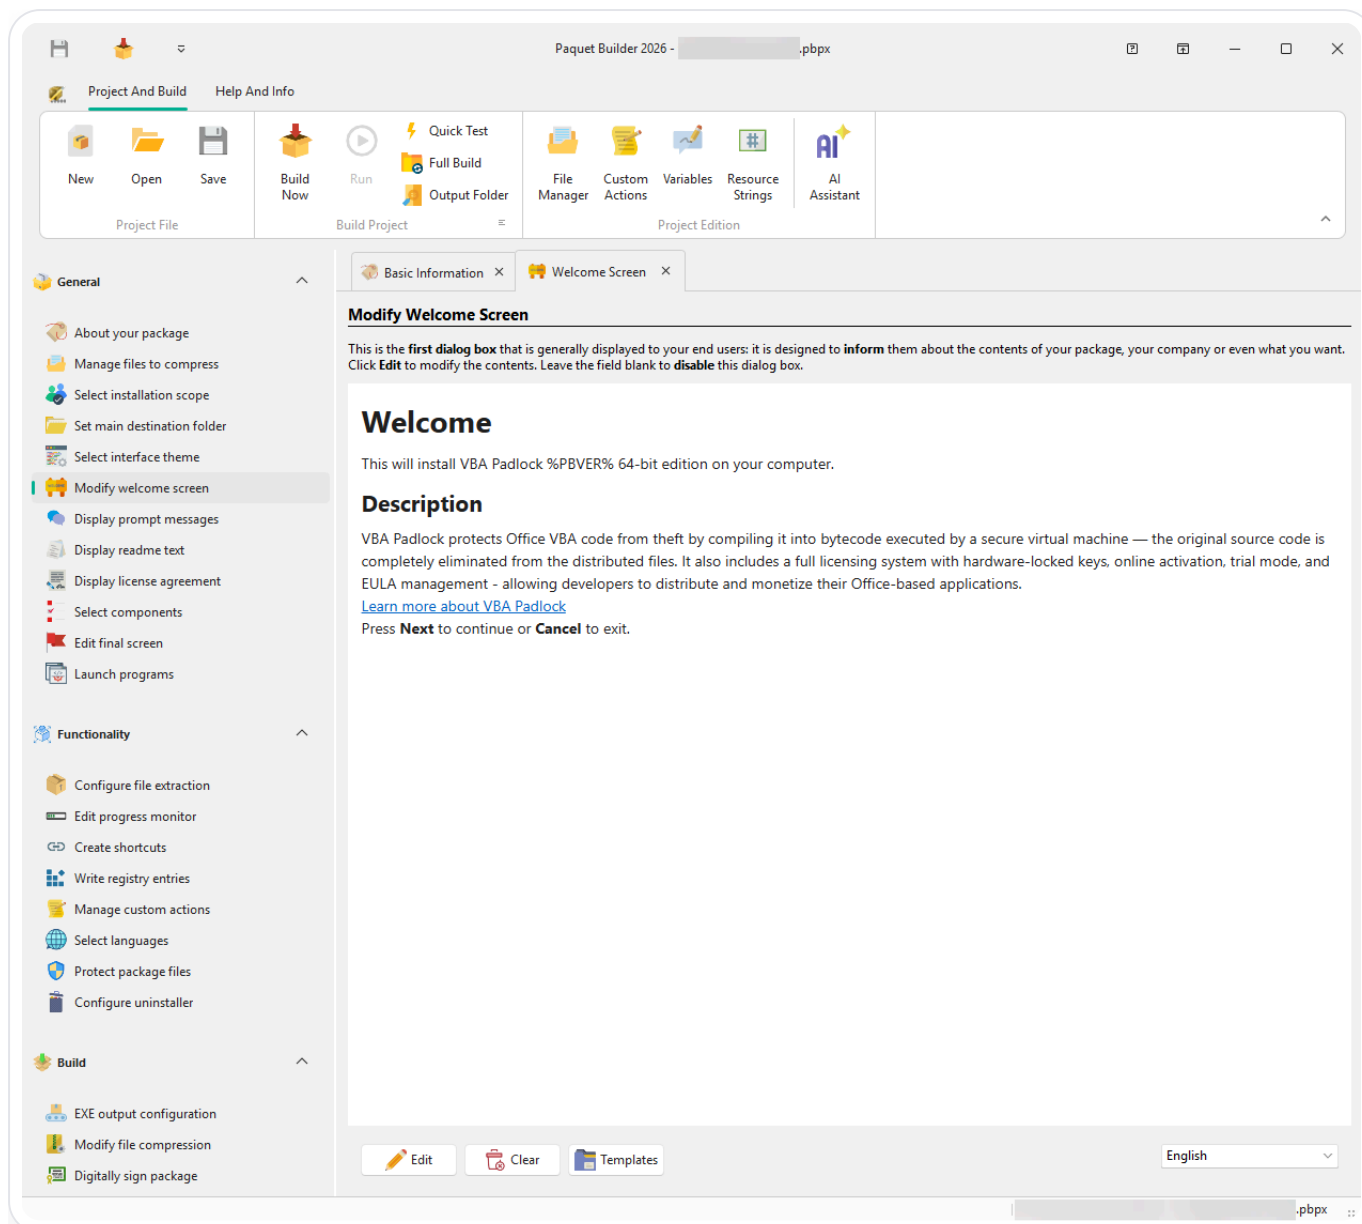 Paquet Builder 2026 - .pbpx
Project And Build
Help And Info
New
Open
Save
Project File
Build Now
Run
Quick Test
Full Build
Output Folder
Build Project
File Manager
Custom Actions
Variables
Resource Strings
Project Edition
AI Assistant
General
About your package
Manage files to compress
Select installation scope
Set main destination folder
Select interface theme
Modify welcome screen
Display prompt messages
Display readme text
Display license agreement
Select components
Edit final screen
Launch programs
Functionality
Configure file extraction
Edit progress monitor
Create shortcuts
Write registry entries
Manage custom actions
Select languages
Protect package files
Configure uninstaller
Build
EXE output configuration
Modify file compression
Digitally sign package
Basic Information
Welcome Screen
Modify Welcome Screen
This is the first dialog box that is generally displayed to your end users: it is designed to inform them about the contents of your package, your company or even what you want.
Click Edit to modify the contents. Leave the field blank to disable this dialog box.
Welcome
This will install VBA Padlock %PBVER% 64-bit edition on your computer.
Description
VBA Padlock protects Office VBA code from theft by compiling it into bytecode executed by a secure virtual machine — the original source code is
completely eliminated from the distributed files. It also includes a full licensing system with hardware-locked keys, online activation, trial mode, and
EULA management - allowing developers to distribute and monetize their Office-based applications.
Learn more about VBA Padlock
Press Next to continue or Cancel to exit.
Edit
Clear
Templates
English
.pbpx